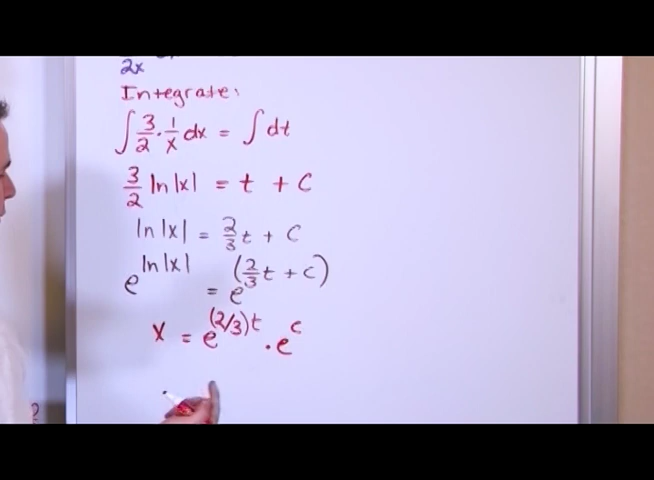 2x
Integrate:
∫ 3/2 · 1/x dx = ∫ dt
3/2 ln|x| = t + C
ln|x| = 2/3 t + C
e^(ln|x|) = e^(2/3 t + C)
x = e^((2/3)t) · e^c